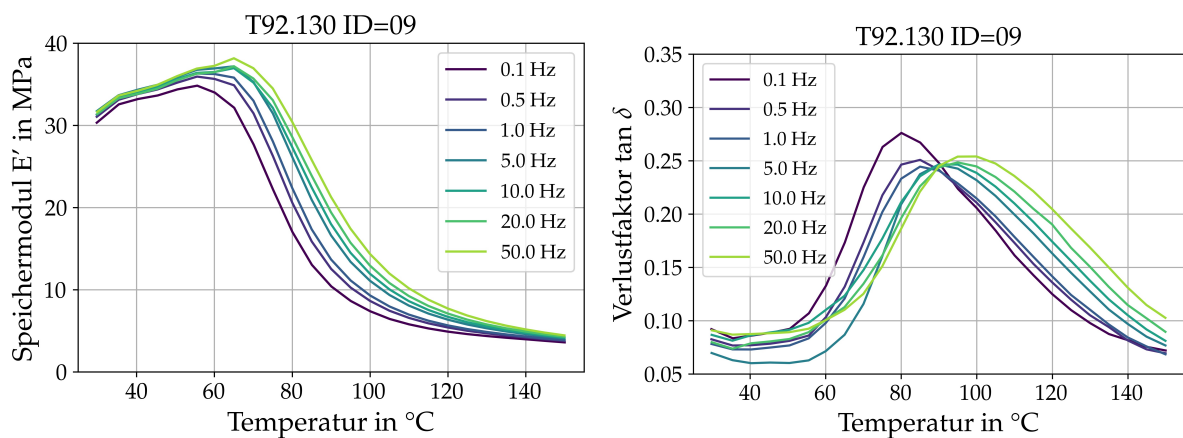 T92.130 ID=09
Speichermodul E′ in MPa
40
30
20
10
0
40
60
80
100
120
140
Temperatur in °C
0.1 Hz
0.5 Hz
1.0 Hz
5.0 Hz
10.0 Hz
20.0 Hz
50.0 Hz
T92.130 ID=09
Verlustfaktor tan δ
0.35
0.30
0.25
0.20
0.15
0.10
0.05
40
60
80
100
120
140
Temperatur in °C
0.1 Hz
0.5 Hz
1.0 Hz
5.0 Hz
10.0 Hz
20.0 Hz
50.0 Hz